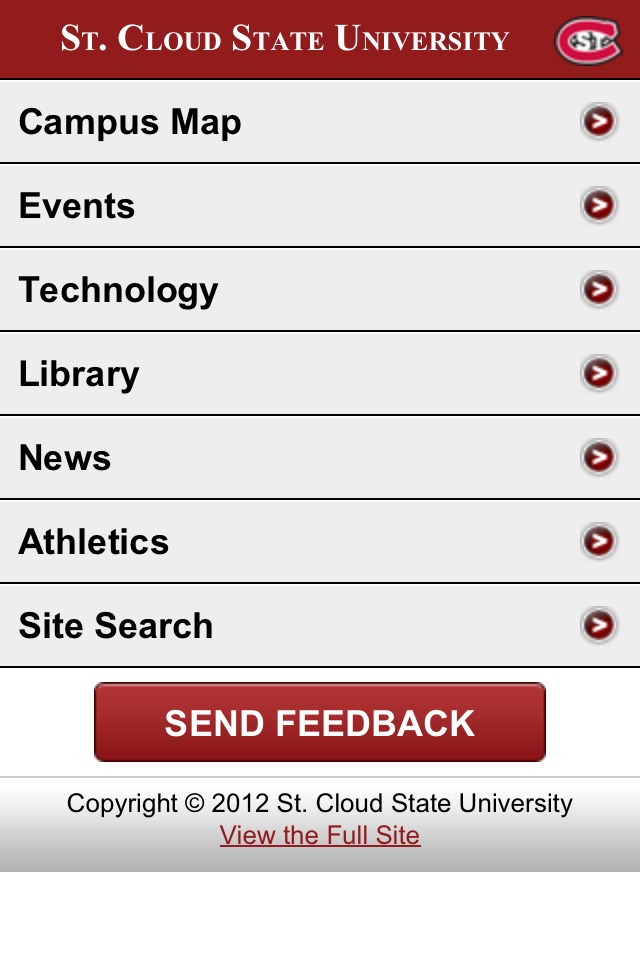 St. Cloud State University
Campus Map
Events
Technology
Library
News
Athletics
Site Search
SEND FEEDBACK
Copyright © 2012 St. Cloud State University
View the Full Site